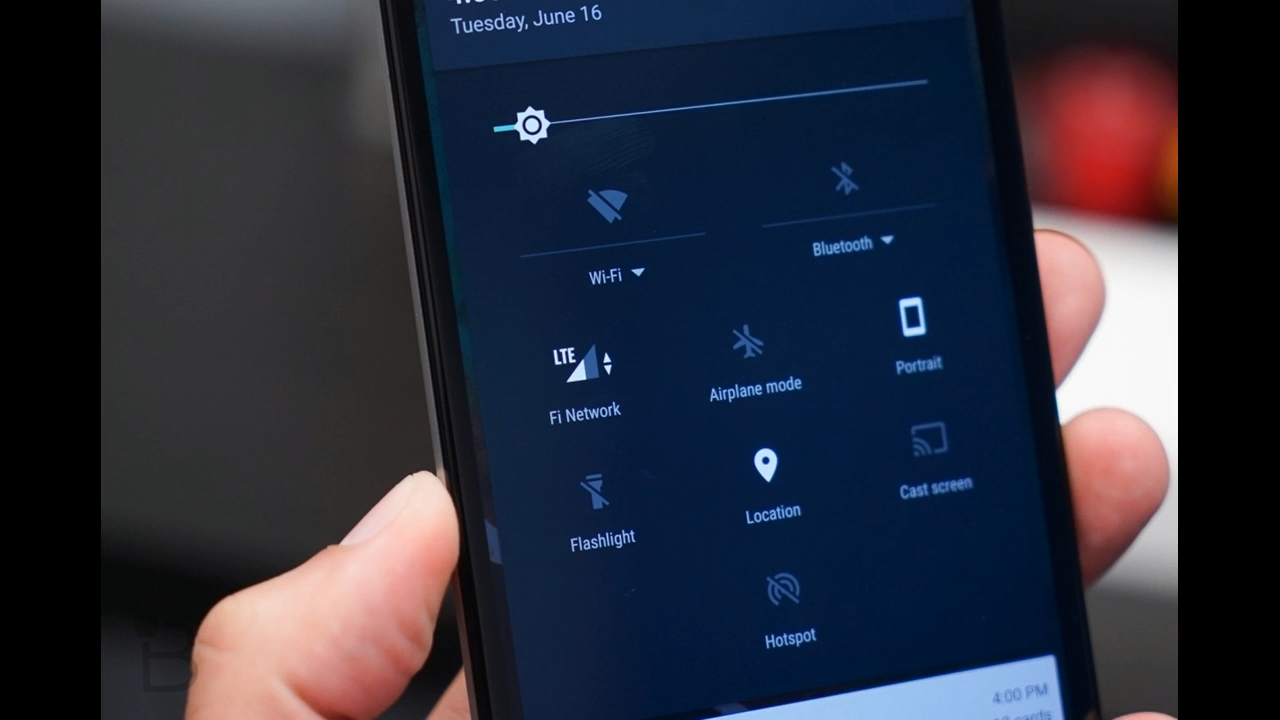 Tuesday, June 16
Wi-Fi
Bluetooth
LTE
Fi Network
Airplane mode
Portrait
Flashlight
Location
Cast screen
Hotspot
4:00 PM
cards